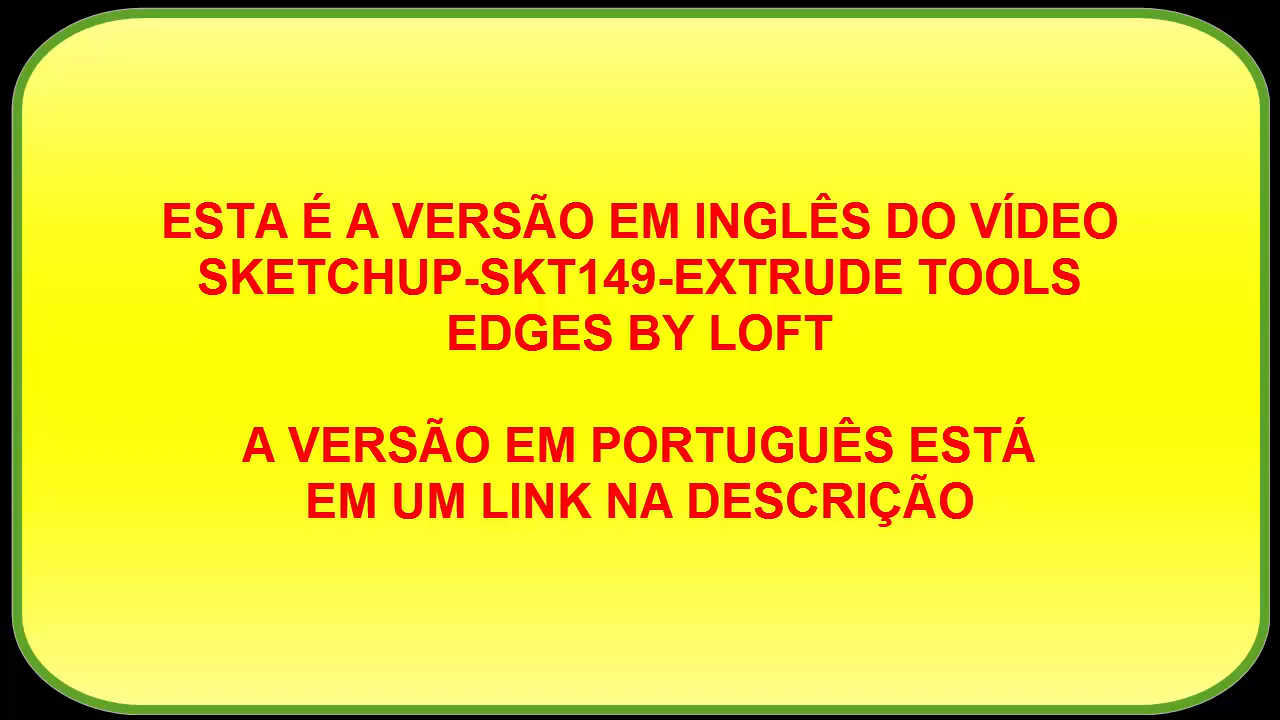 ESTA É A VERSÃO EM INGLÊS DO VÍDEO
SKETCHUP-SKT149-EXTRUDE TOOLS
EDGES BY LOFT
A VERSÃO EM PORTUGUÊS ESTÁ
EM UM LINK NA DESCRIÇÃO